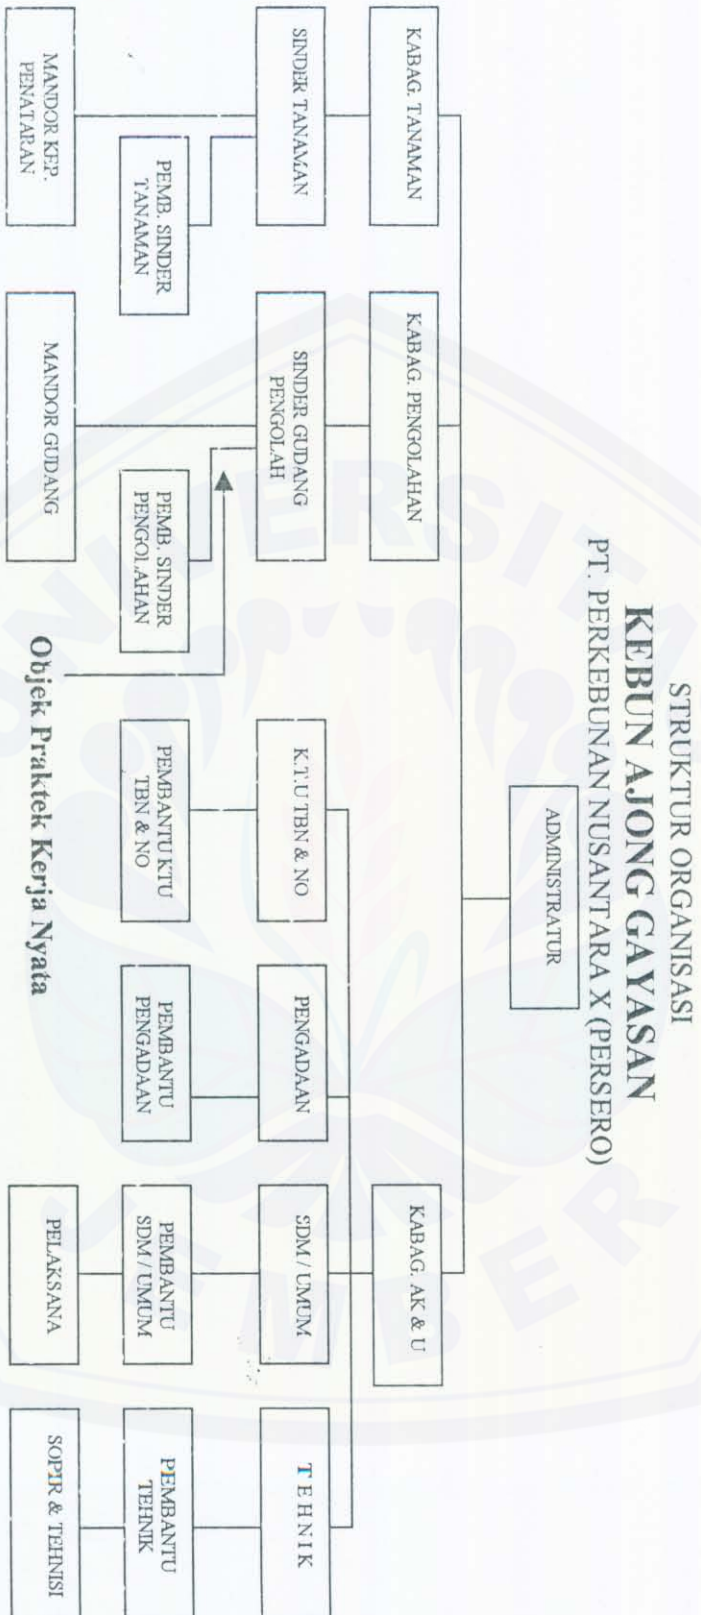 STRUKTUR ORGANISASI
KEBUN AJONG GAYASAN
PT. PERKEBUNAN NUSANTARA X (PERSERO)
ADMINISTRATUR
KABAG. TANAMAN
KABAG. PENGOLAHAN
KABAG. AK & U
SINDER TANAMAN
SINDER GUDANG
PENGOLAH
K.T.U TBN & NO
PENGADAAN
SDM / UMUM
T E H N I K
PEMB. SINDER
TANAMAN
PEMB. SINDER
PENGOLAHAN
PEMBANTU KTU
TBN & NO
PEMBANTU
PENGADAAN
PEMBANTU
SDM / UMUM
PEMBANTU
TEHNIK
MANDOR KEP.
PENATARAN
MANDOR GUDANG
PELAKSANA
SOPIR & TEHNISI
Objek Praktek Kerja Nyata
UNIVERSITAS
JEMBER